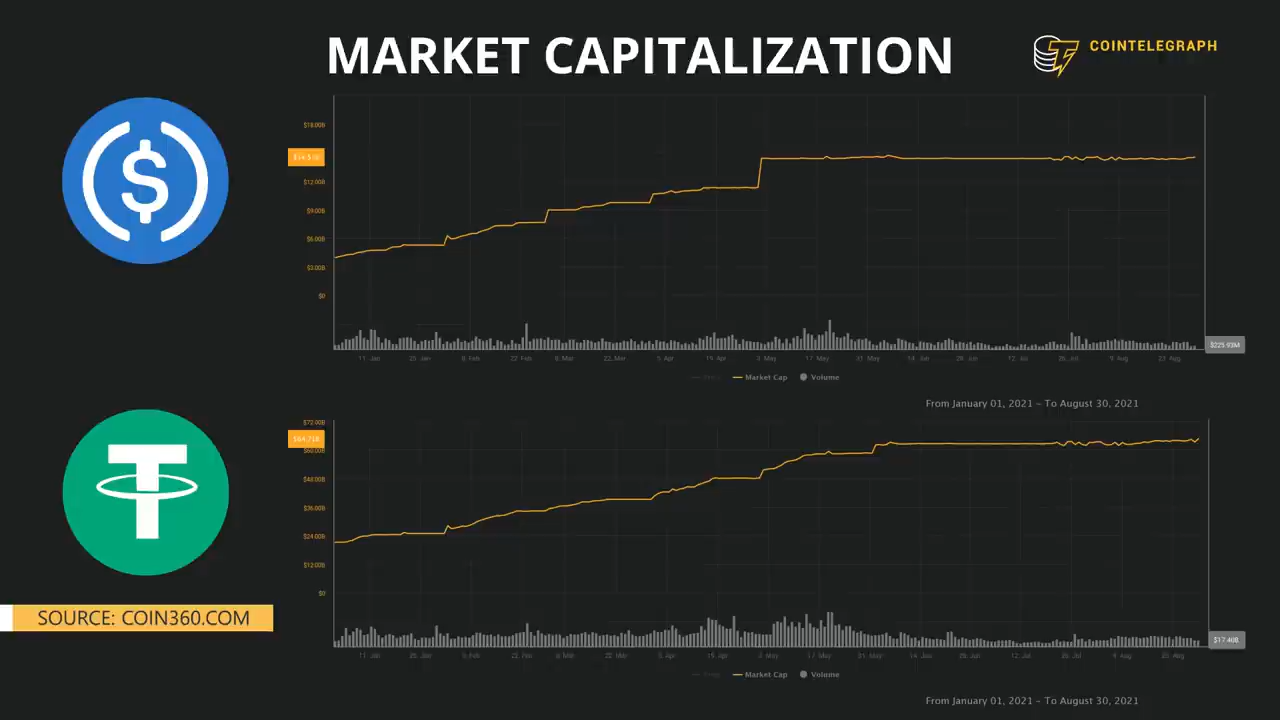 MARKET CAPITALIZATION
COINTELEGRAPH
$18.00B
$12.00B
$9.00B
$6.00B
$3.00B
$0
$225.93M
11. Jan 25. Jan 8. Feb 22. Feb 8. Mar 22. Mar 5. Apr 19. Apr 3. May 17. May 31. May 14. Jun 28. Jun 12. Jul 26. Jul 9. Aug 23. Aug
Market Cap Volume
From January 01, 2021 - To August 30, 2021
$72.00B
$64.71B
$60.00B
$48.00B
$36.00B
$24.00B
$12.00B
$0
SOURCE: COIN360.COM
$17.40B
11. Jan 25. Jan 8. Feb 22. Feb 8. Mar 22. Mar 5. Apr 19. Apr 3. May 17. May 31. May 14. Jun 28. Jun 12. Jul 26. Jul 9. Aug 23. Aug
Market Cap Volume
From January 01, 2021 - To August 30, 2021